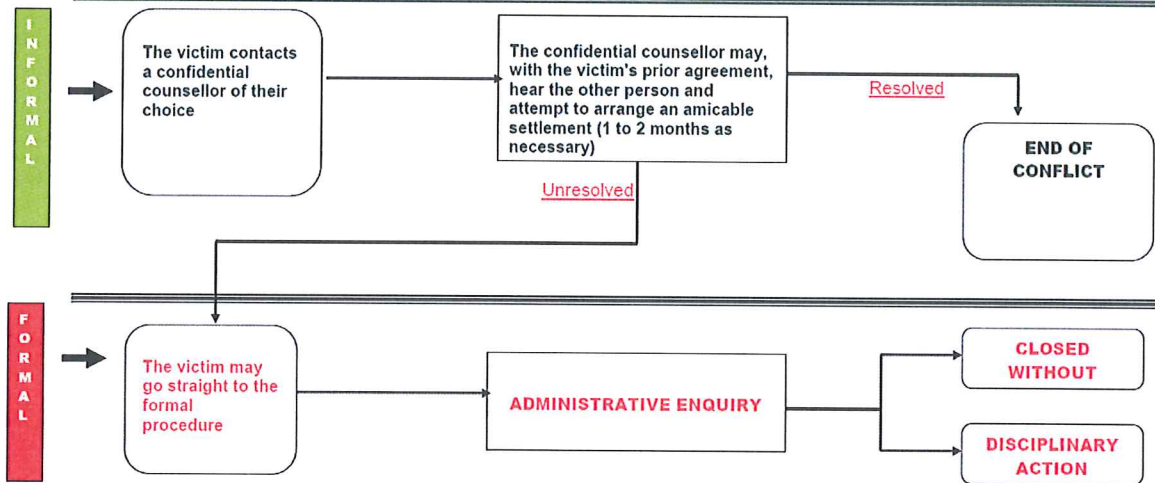 INFORMAL
The victim contacts
a confidential
counsellor of their
choice
The confidential counsellor may,
with the victim's prior agreement,
hear the other person and
attempt to arrange an amicable
settlement (1 to 2 months as
necessary)
Resolved
END OF
CONFLICT
Unresolved
FORMAL
The victim may
go straight to the
formal
procedure
ADMINISTRATIVE ENQUIRY
CLOSED
WITHOUT
DISCIPLINARY
ACTION